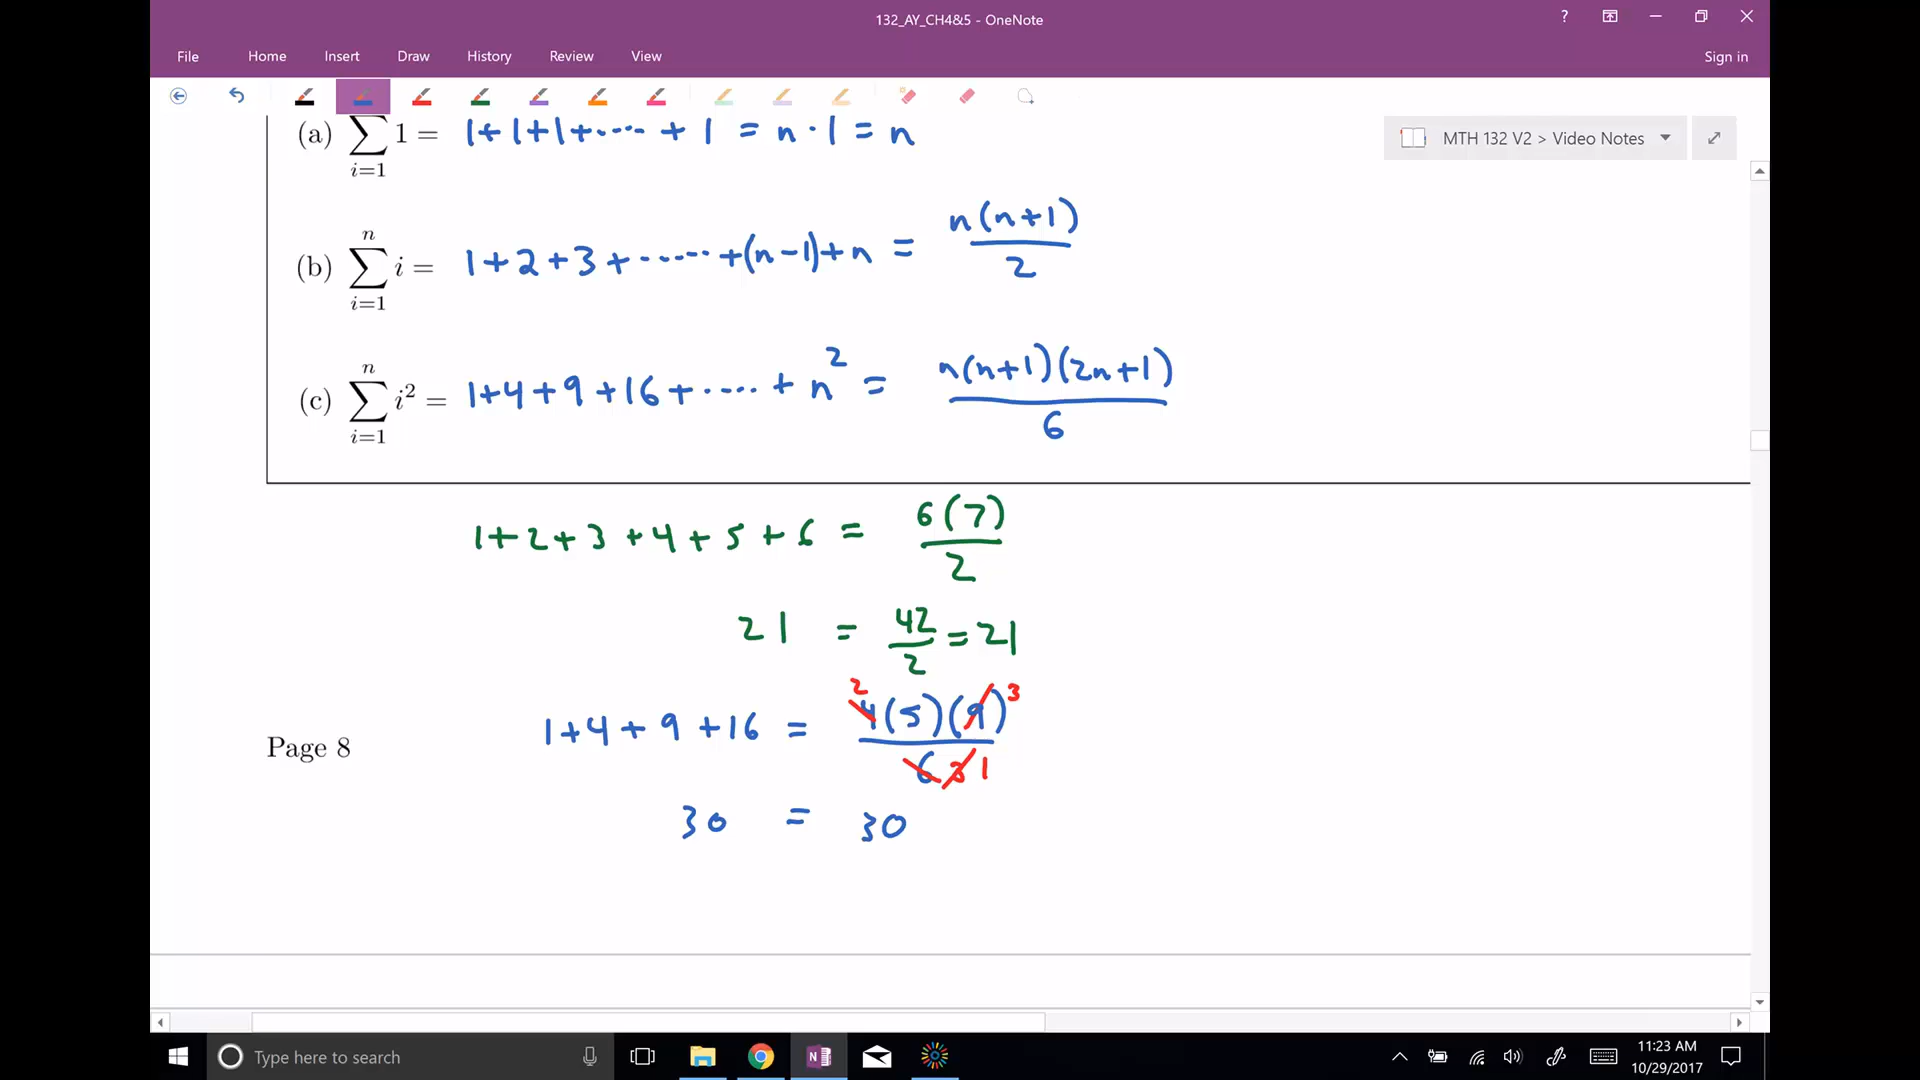 132_AY_CH4&5 - OneNote
File Home Insert Draw History Review View Sign in
MTH 132 V2 > Video Notes
(a) ∑ 1 = 1+1+1+····+1 = n·1 = n
i=1
n
(b) ∑ i = 1+2+3+·····+(n-1)+n = n(n+1)/2
i=1
n
(c) ∑ i² = 1+4+9+16+····+n² = n(n+1)(2n+1)/6
i=1
1+2+3+4+5+6 = 6(7)/2
21 = 42/2 = 21
2 3
1+4+9+16 = 4(5)(9)/6 3 1
Page 8
30 = 30
Type here to search
11:23 AM
10/29/2017